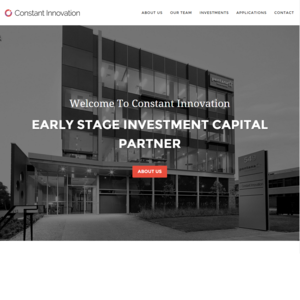 Constant Innovation
ABOUT US OUR TEAM INVESTMENTS APPLICATIONS CONTACT
Welcome To Constant Innovation
EARLY STAGE INVESTMENT CAPITAL
PARTNER
ABOUT US